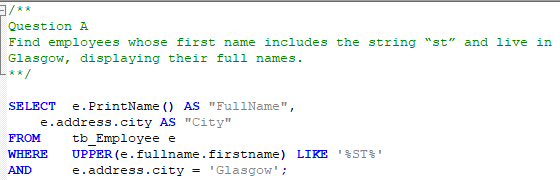 /**
Question A
Find employees whose first name includes the string “st” and live in
Glasgow, displaying their full names.
**/
SELECT e.PrintName() AS "FullName",
e.address.city AS "City"
FROM tb_Employee e
WHERE UPPER(e.fullname.firstname) LIKE '%ST%'
AND e.address.city = 'Glasgow';